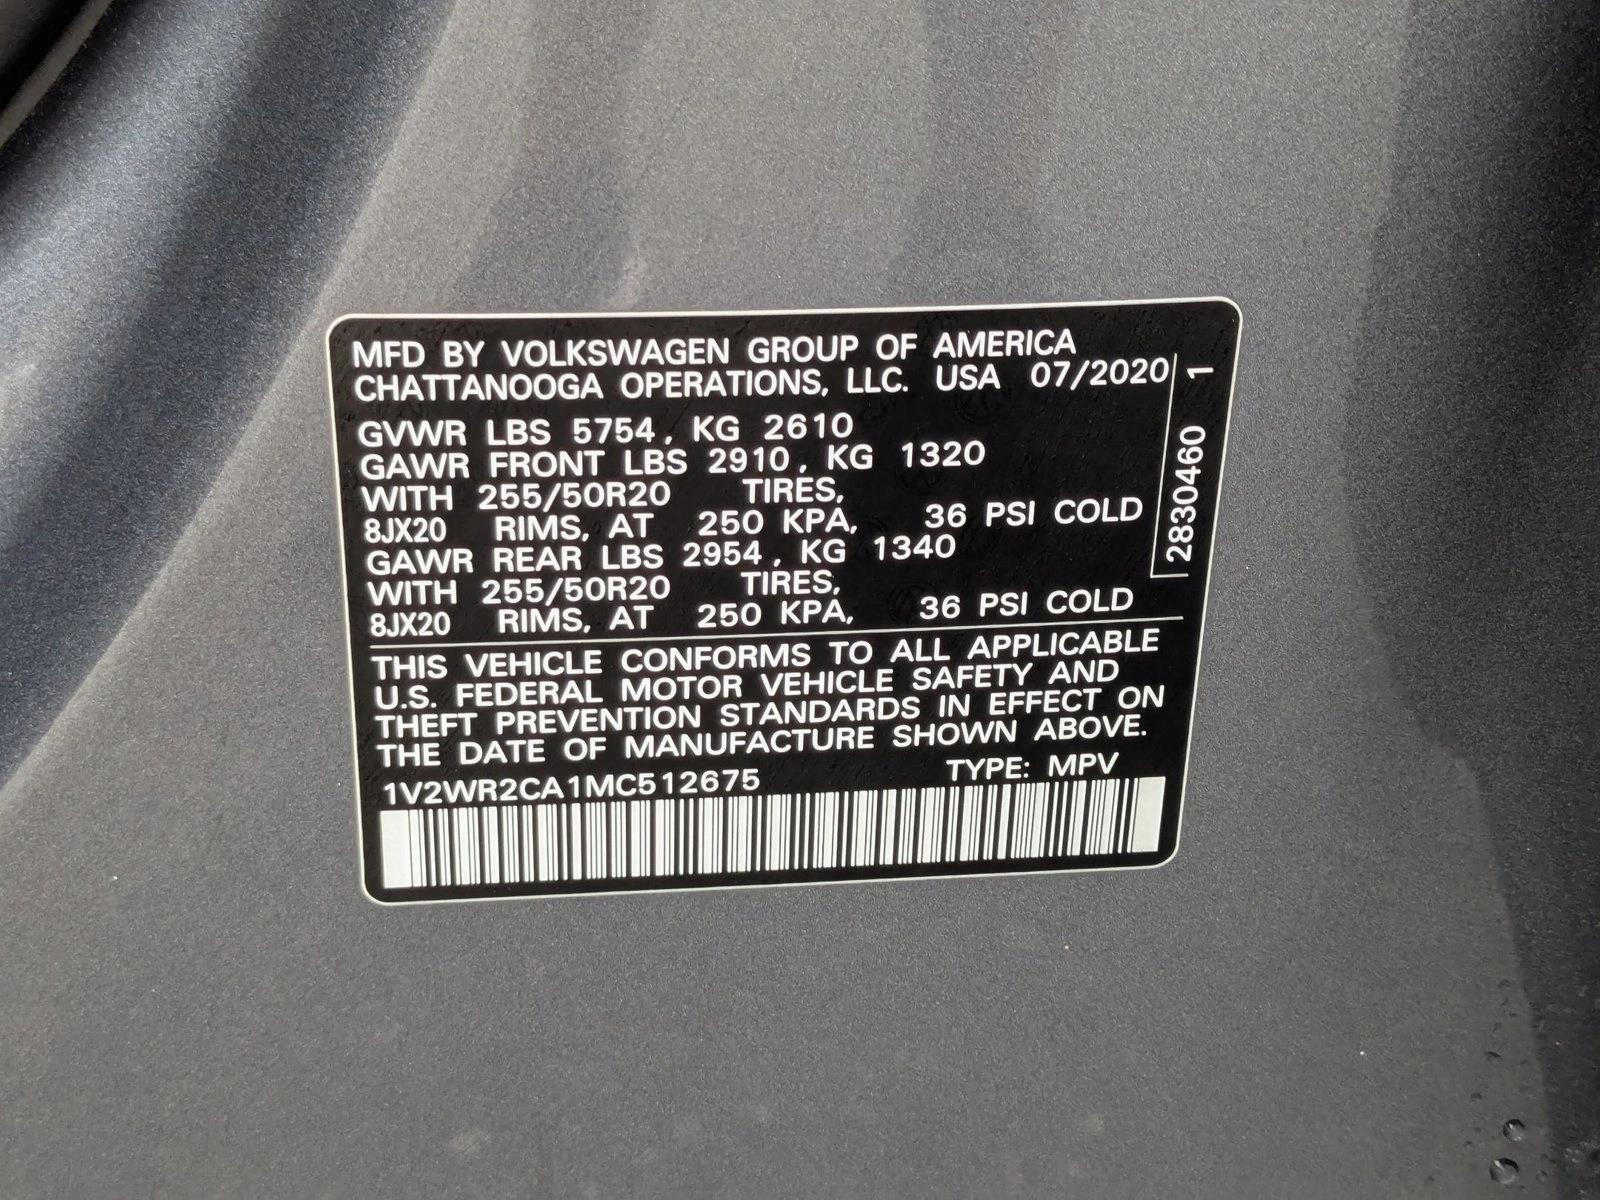 MFD BY VOLKSWAGEN GROUP OF AMERICA
CHATTANOOGA OPERATIONS, LLC. USA 07/2020
GVWR LBS 5754, KG 2610
GAWR FRONT LBS 2910, KG 1320
WITH 255/50R20 TIRES,
8JX20 RIMS, AT 250 KPA, 36 PSI COLD
GAWR REAR LBS 2954, KG 1340
WITH 255/50R20 TIRES,
8JX20 RIMS, AT 250 KPA, 36 PSI COLD
2830460 1
THIS VEHICLE CONFORMS TO ALL APPLICABLE
U.S. FEDERAL MOTOR VEHICLE SAFETY AND
THEFT PREVENTION STANDARDS IN EFFECT ON
THE DATE OF MANUFACTURE SHOWN ABOVE.
1V2WR2CA1MC512675 TYPE: MPV